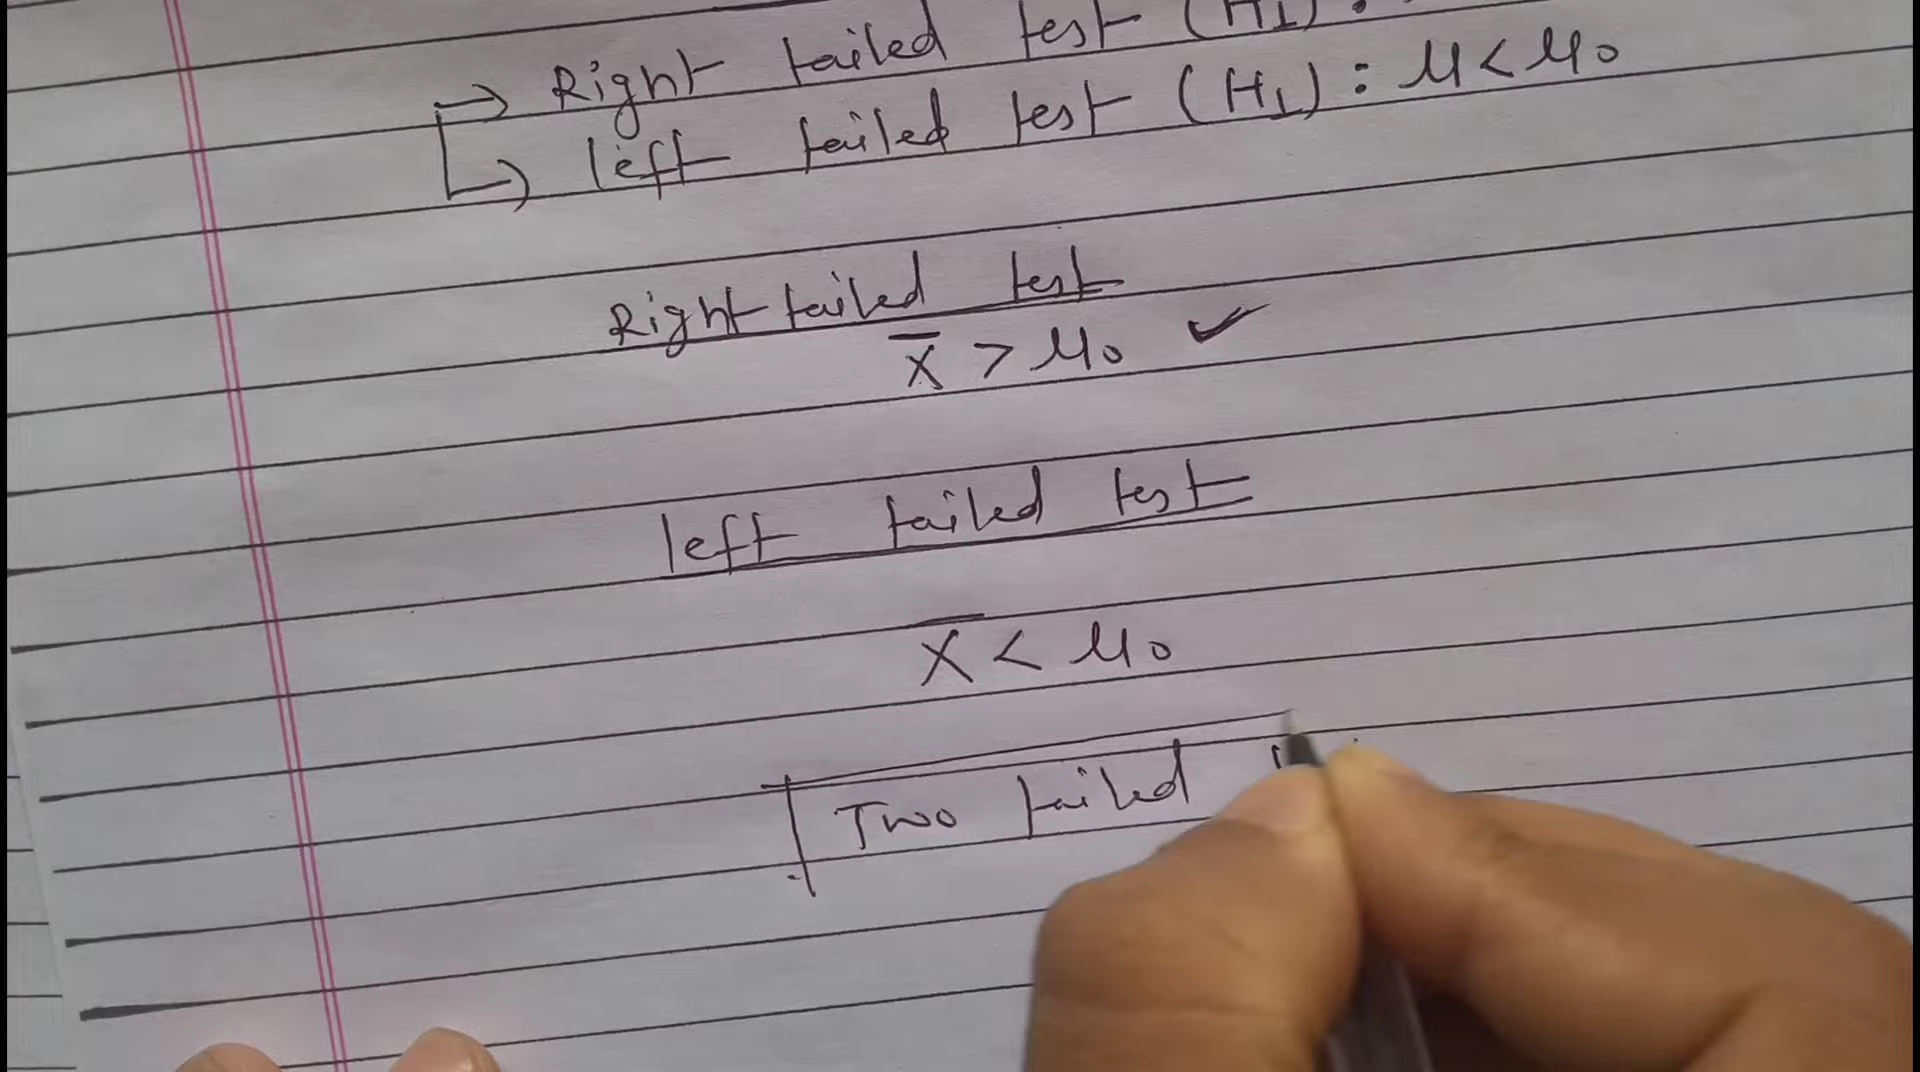 → Right tailed test (H1) :
→ left tailed test (H1) : μ < μ0
Right tailed test
x̄ > μ0 ✓
left tailed test
x̄ < μ0
Two tailed